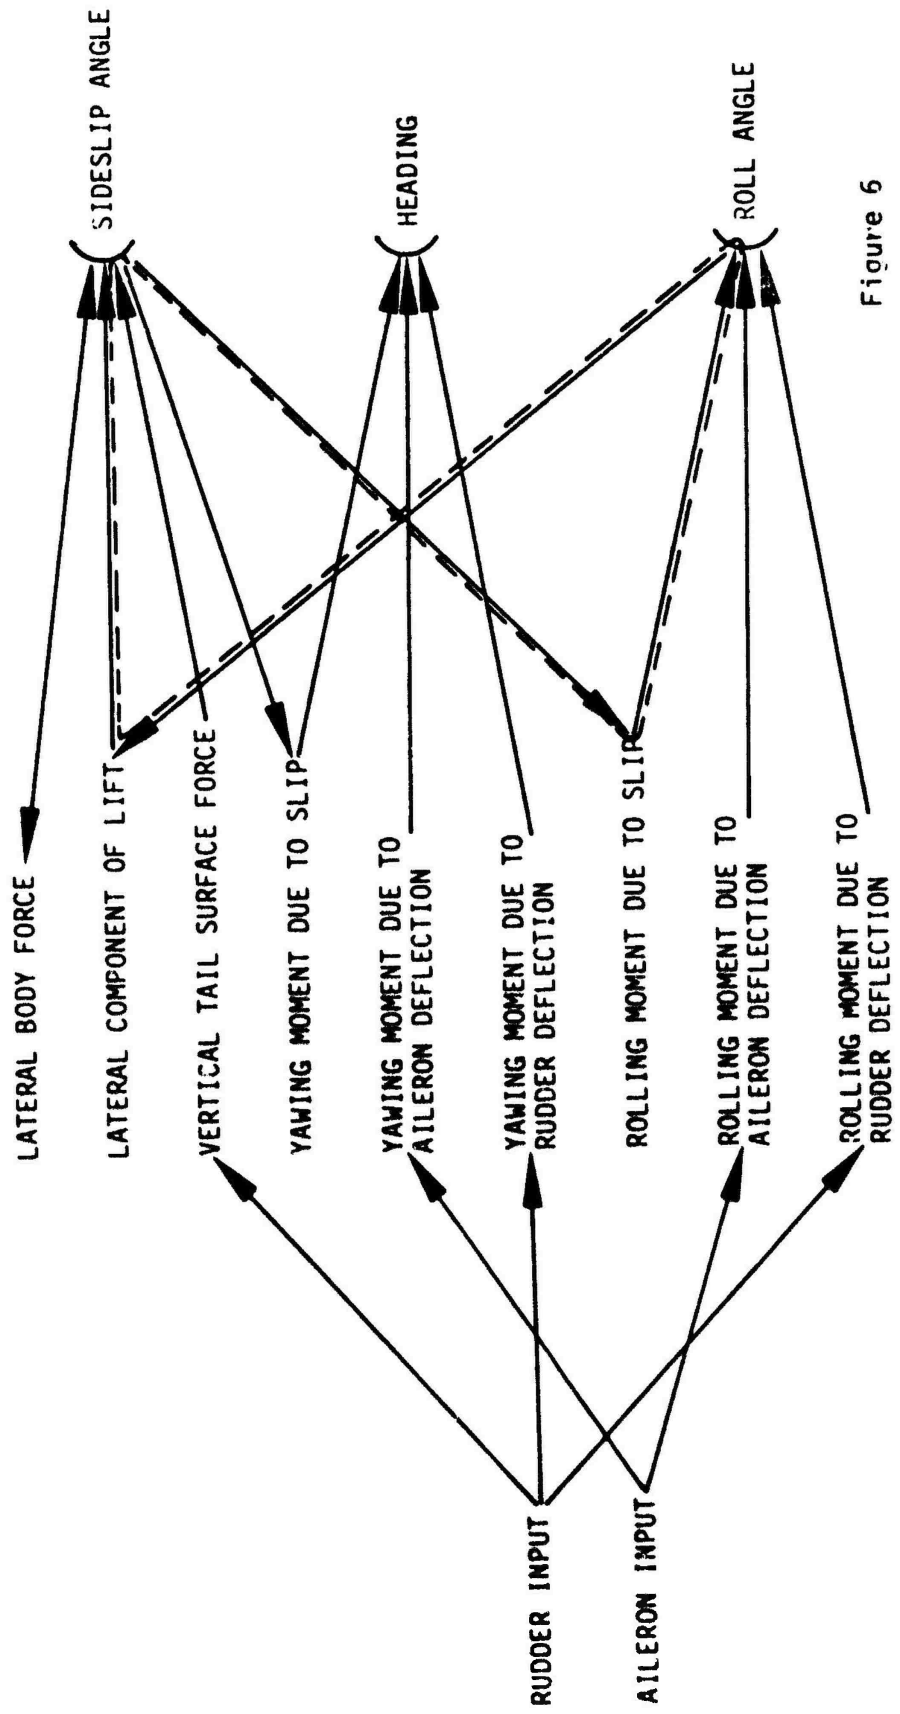 RUDDER INPUT
AILERON INPUT
LATERAL BODY FORCE
LATERAL COMPONENT OF LIFT
VERTICAL TAIL SURFACE FORCE
YAWING MOMENT DUE TO SLIP
YAWING MOMENT DUE TO
AILERON DEFLECTION
YAWING MOMENT DUE TO
RUDDER DEFLECTION
ROLLING MOMENT DUE TO SLIP
ROLLING MOMENT DUE TO
AILERON DEFLECTION
ROLLING MOMENT DUE TO
RUDDER DEFLECTION
SIDESLIP ANGLE
HEADING
ROLL ANGLE
Figure 6